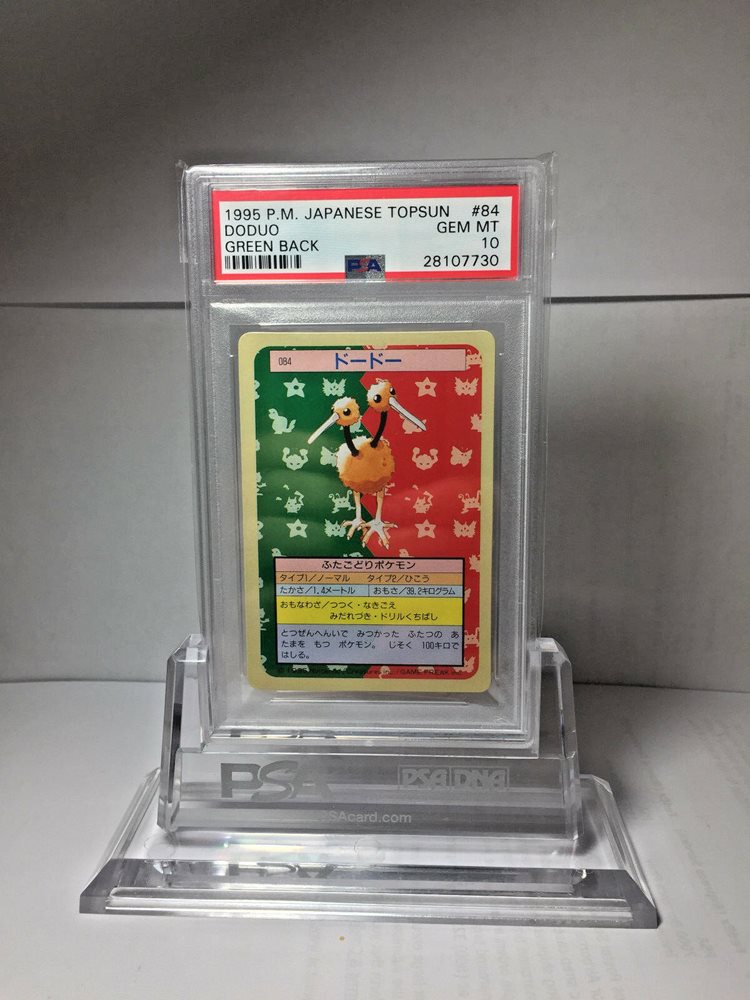 1995 P.M. JAPANESE TOPSUN #84
DODUO GEM MT
GREEN BACK 10
PSA 28107730
084 ドードー
ふたごどりポケモン
タイプ1/ノーマル タイプ2/ひこう
たかさ/1.4メートル おもさ/39.2キログラム
おもなわざ/つつく・なきごえ
みだれづき・ドリルくちばし
とつぜんへんいで みつかった ふたつの あ
たまを もつ ポケモン。 じそく 100キロで
はしる。
GAME FREAK
PSA PSA DNA
PSAcard.com